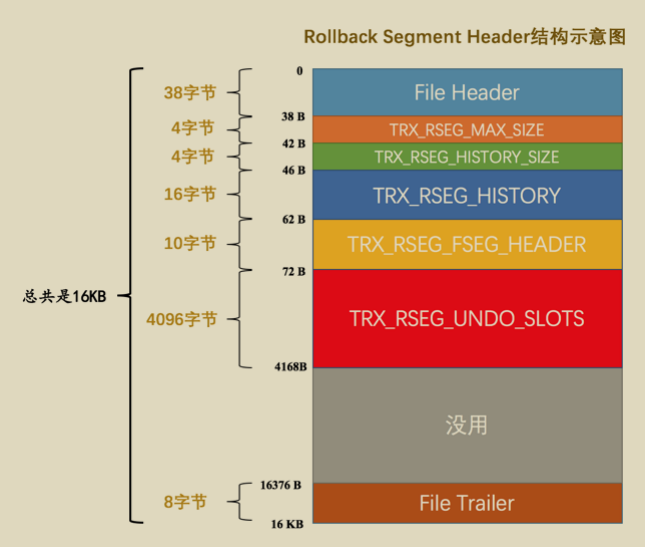 Rollback Segment Header结构示意图
0
38字节
File Header
38 B
4字节
TRX_RSEG_MAX_SIZE
42 B
4字节
TRX_RSEG_HISTORY_SIZE
46 B
16字节
TRX_RSEG_HISTORY
62 B
10字节
TRX_RSEG_FSEG_HEADER
72 B
总共是16KB
4096字节
TRX_RSEG_UNDO_SLOTS
4168B
没用
16376 B
8字节
File Trailer
16 KB